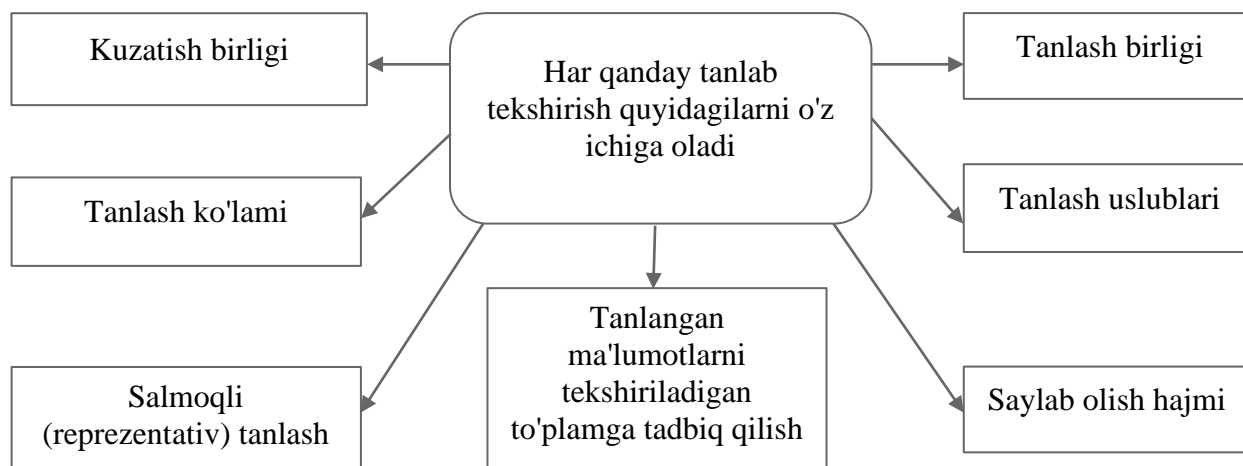 Kuzatish birligi
Har qanday tanlab
tekshirish quyidagilarni o'z
ichiga oladi
Tanlash birligi
Tanlash ko'lami
Tanlash uslublari
Salmoqli
(reprezentativ) tanlash
Tanlangan
ma'lumotlarni
tekshiriladigan
to'plamga tadbiq qilish
Saylab olish hajmi